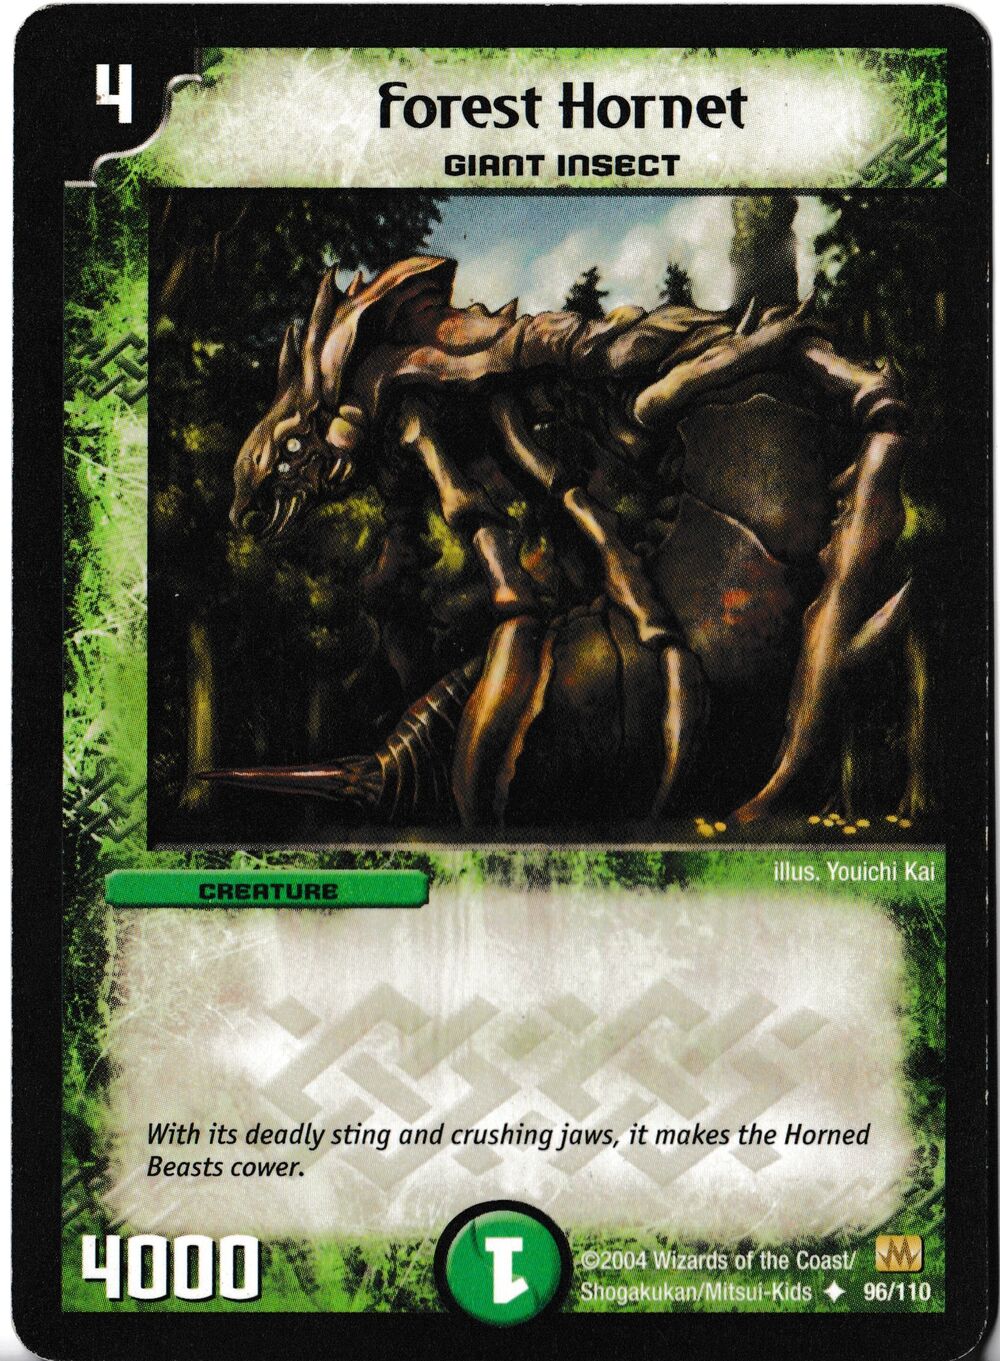 4
Forest Hornet
GIANT INSECT
illus. Youichi Kai
CREATURE
With its deadly sting and crushing jaws, it makes the Horned
Beasts cower.
4000
1
©2004 Wizards of the Coast/
Shogakukan/Mitsui-Kids ✦ 96/110